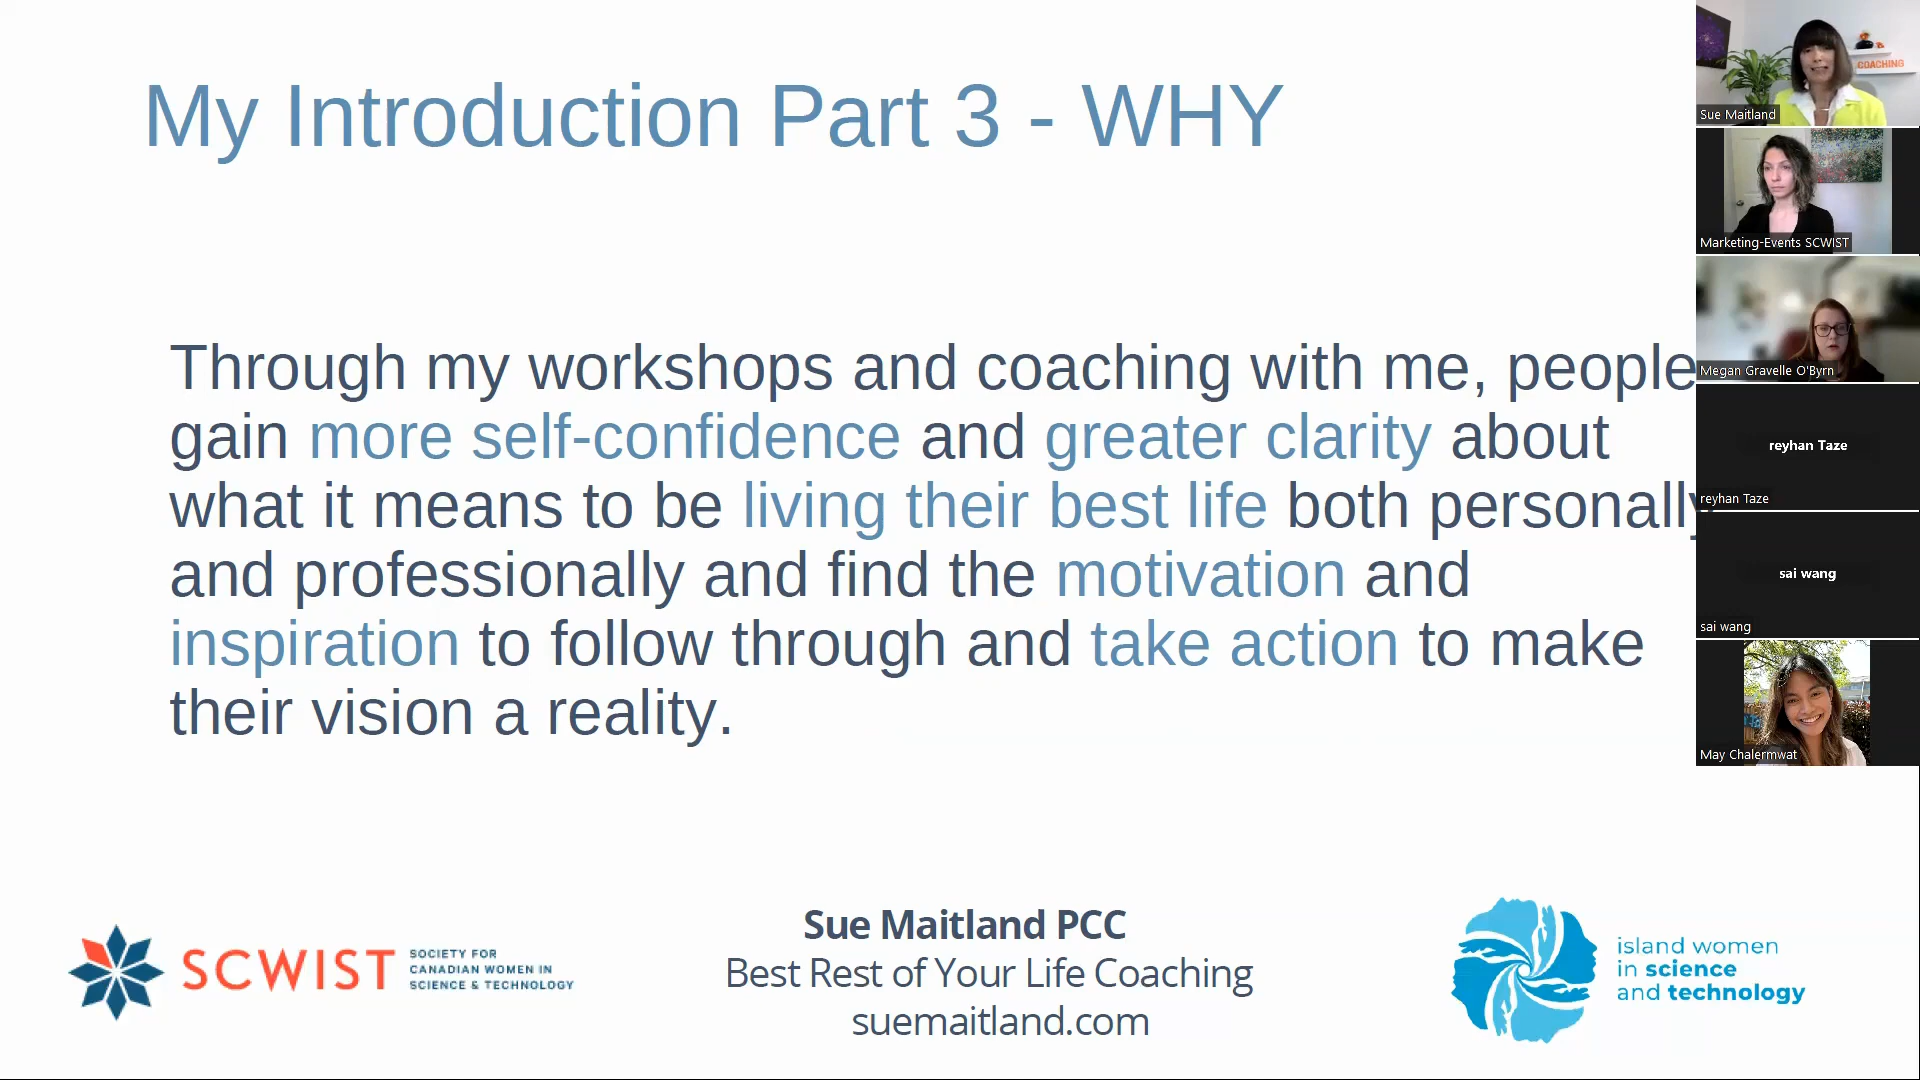 My Introduction Part 3 - WHY
Through my workshops and coaching with me, people
gain more self-confidence and greater clarity about
what it means to be living their best life both personally
and professionally and find the motivation and
inspiration to follow through and take action to make
their vision a reality.
SCWIST
SOCIETY FOR
CANADIAN WOMEN IN
SCIENCE & TECHNOLOGY
Sue Maitland PCC
Best Rest of Your Life Coaching
suemaitland.com
island women
in science
and technology
COACHING
Sue Maitland
Marketing-Events SCWIST
Megan Gravelle O'Byrn
reyhan Taze
reyhan Taze
sai wang
sai wang
May Chalermwat